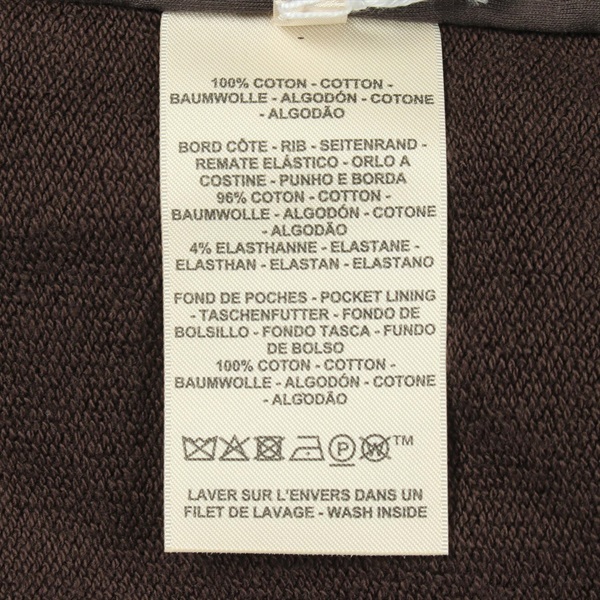 100% COTON - COTTON -
BAUMWOLLE - ALGODÓN - COTONE
- ALGODÃO
BORD CÔTE - RIB - SEITENRAND -
REMATE ELÁSTICO - ORLO A
COSTINE - PUNHO E BORDA
96% COTON - COTTON -
BAUMWOLLE - ALGODÓN - COTONE
- ALGODÃO
4% ELASTHANNE - ELASTANE -
ELASTHAN - ELASTAN - ELASTANO
FOND DE POCHES - POCKET LINING
- TASCHENFUTTER - FONDO DE
BOLSILLO - FONDO TASCA - FUNDO
DE BOLSO
100% COTON - COTTON -
BAUMWOLLE - ALGODÓN - COTONE
- ALGODÃO
P W™
LAVER SUR L'ENVERS DANS UN
FILET DE LAVAGE - WASH INSIDE